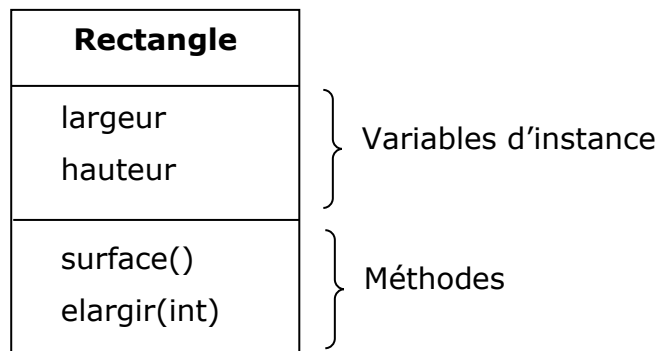 Rectangle
largeur
hauteur
Variables d'instance
surface()
elargir(int)
Méthodes